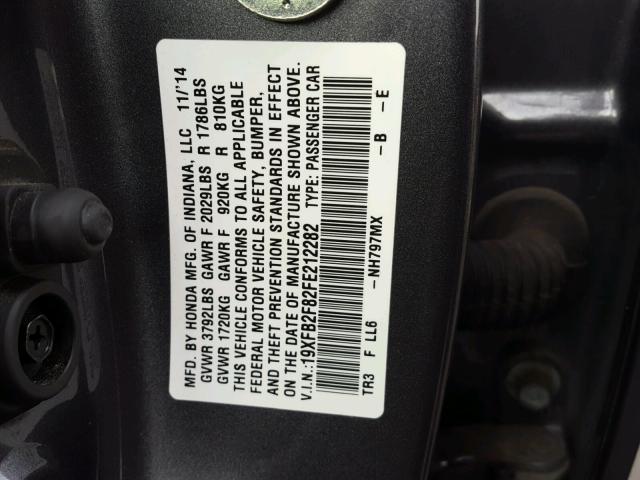 MFD. BY HONDA MFG. OF INDIANA, LLC 11/'14
GVWR 3792LBS GAWR F 2029LBS R 1786LBS
GVWR 1720KG GAWR F 920KG R 810KG
THIS VEHICLE CONFORMS TO ALL APPLICABLE
FEDERAL MOTOR VEHICLE SAFETY, BUMPER,
AND THEFT PREVENTION STANDARDS IN EFFECT
ON THE DATE OF MANUFACTURE SHOWN ABOVE.
V.I.N.:19XFB2F82FE212282 TYPE: PASSENGER CAR
TR3 F LL6 -NH797MX -B -E